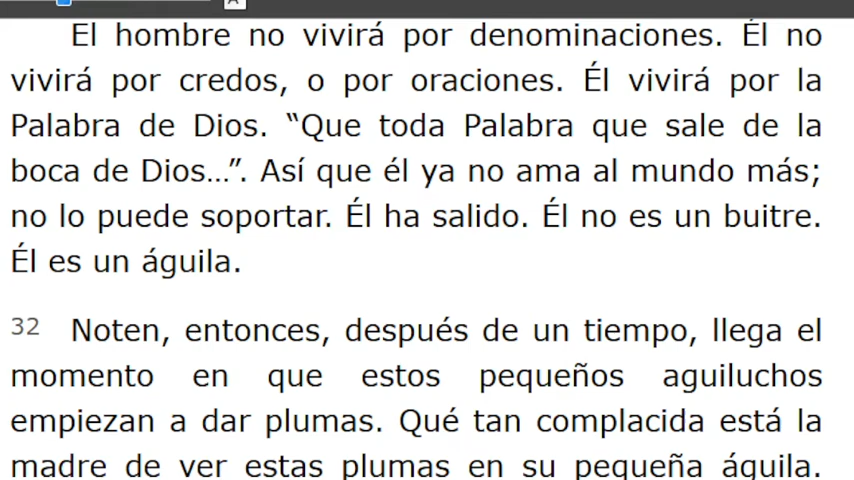 El hombre no vivirá por denominaciones. Él no
vivirá por credos, o por oraciones. Él vivirá por la
Palabra de Dios. “Que toda Palabra que sale de la
boca de Dios…”. Así que él ya no ama al mundo más;
no lo puede soportar. Él ha salido. Él no es un buitre.
Él es un águila.
32 Noten, entonces, después de un tiempo, llega el
momento en que estos pequeños aguiluchos
empiezan a dar plumas. Qué tan complacida está la
madre de ver estas plumas en su pequeña águila.